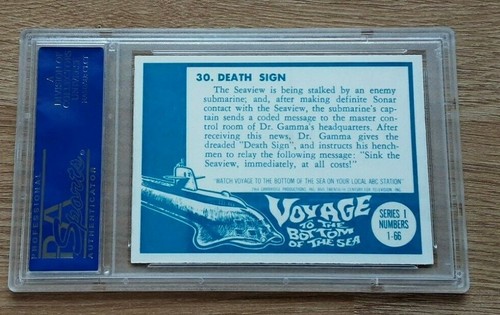 30. DEATH SIGN
The Seaview is being stalked by an enemy
submarine; and, after making definite Sonar
contact with the Seaview, the submarine's cap-
tain sends a coded message to the master con-
trol room of Dr. Gamma's headquarters. After
receiving this news, Dr. Gamma gives the
dreaded "Death Sign", and instructs his hench-
men to relay the following message: "Sink the
Seaview, immediately, at all costs!"
WATCH VOYAGE TO THE BOTTOM OF THE SEA ON YOUR LOCAL ABC STATION
VOYAGE
TO THE
BOTTOM
OF THE SEA
SERIES 1
NUMBERS
1-66
PROFESSIONAL
PSA
Sports
AUTHENTICATOR